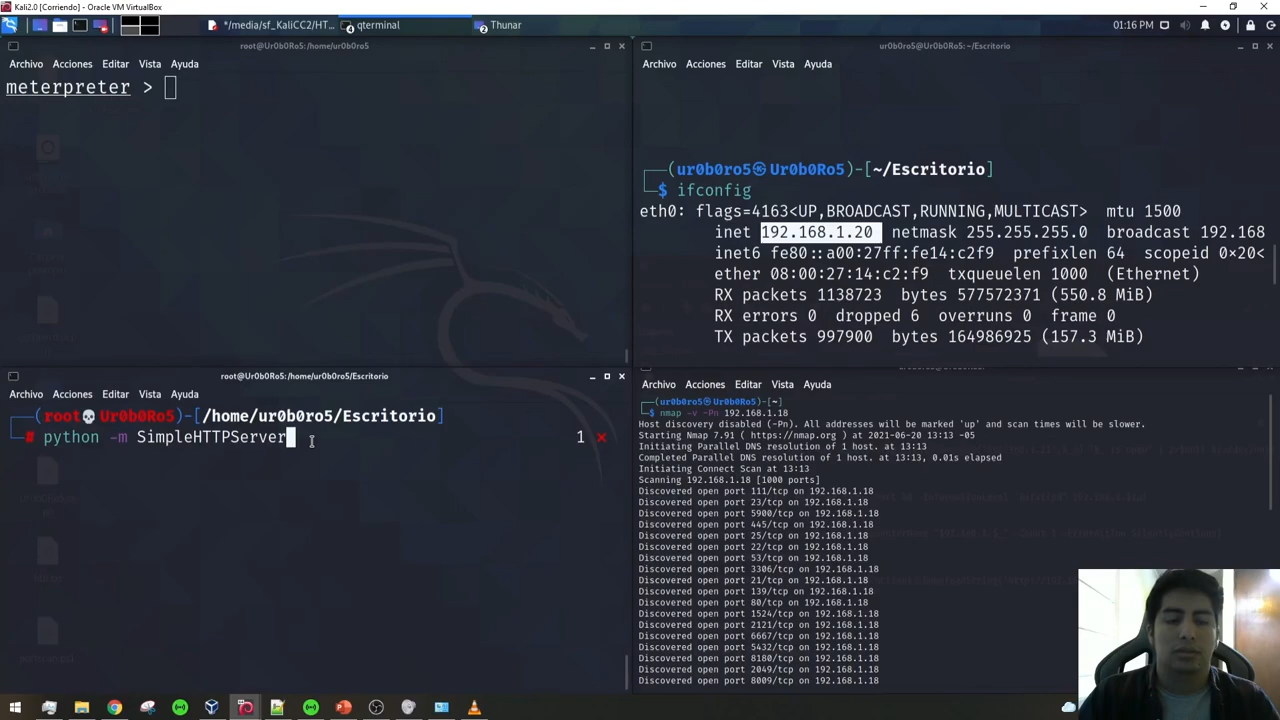 Kali2.0 [Corriendo] - Oracle VM VirtualBox
*/media/sf_KaliCC2/HT...
qterminal
Thunar
01:16 PM
root@Ur0b0Ro5:/home/ur0b0ro5
Archivo Acciones Editar Vista Ayuda
meterpreter >
ur0b0ro5@Ur0b0Ro5:~/Escritorio
Archivo Acciones Editar Vista Ayuda
(ur0b0ro5㉿Ur0b0Ro5)-[~/Escritorio]
$ ifconfig
eth0: flags=4163<UP,BROADCAST,RUNNING,MULTICAST> mtu 1500
inet 192.168.1.20 netmask 255.255.255.0 broadcast 192.168
inet6 fe80::a00:27ff:fe14:c2f9 prefixlen 64 scopeid 0×20<
ether 08:00:27:14:c2:f9 txqueuelen 1000 (Ethernet)
RX packets 1138723 bytes 577572371 (550.8 MiB)
RX errors 0 dropped 6 overruns 0 frame 0
TX packets 997900 bytes 164986925 (157.3 MiB)
root@Ur0b0Ro5:/home/ur0b0ro5/Escritorio
Archivo Acciones Editar Vista Ayuda
(root💀Ur0b0Ro5)-[/home/ur0b0ro5/Escritorio]
# python -m SimpleHTTPServer 1 ×
Archivo Acciones Editar Vista Ayuda
(ur0b0ro5㉿Ur0b0Ro5)-[~]
$ nmap -v -Pn 192.168.1.18
Host discovery disabled (-Pn). All addresses will be marked 'up' and scan times will be slower.
Starting Nmap 7.91 ( https://nmap.org ) at 2021-06-20 13:13 -05
Initiating Parallel DNS resolution of 1 host. at 13:13
Completed Parallel DNS resolution of 1 host. at 13:13, 0.01s elapsed
Initiating Connect Scan at 13:13
Scanning 192.168.1.18 [1000 ports]
Discovered open port 111/tcp on 192.168.1.18
Discovered open port 23/tcp on 192.168.1.18
Discovered open port 5900/tcp on 192.168.1.18
Discovered open port 445/tcp on 192.168.1.18
Discovered open port 25/tcp on 192.168.1.18
Discovered open port 22/tcp on 192.168.1.18
Discovered open port 53/tcp on 192.168.1.18
Discovered open port 3306/tcp on 192.168.1.18
Discovered open port 21/tcp on 192.168.1.18
Discovered open port 139/tcp on 192.168.1.18
Discovered open port 80/tcp on 192.168.1.18
Discovered open port 1524/tcp on 192.168.1.18
Discovered open port 2121/tcp on 192.168.1.18
Discovered open port 6667/tcp on 192.168.1.18
Discovered open port 5432/tcp on 192.168.1.18
Discovered open port 8180/tcp on 192.168.1.18
Discovered open port 2049/tcp on 192.168.1.18
Discovered open port 8009/tcp on 192.168.1.18